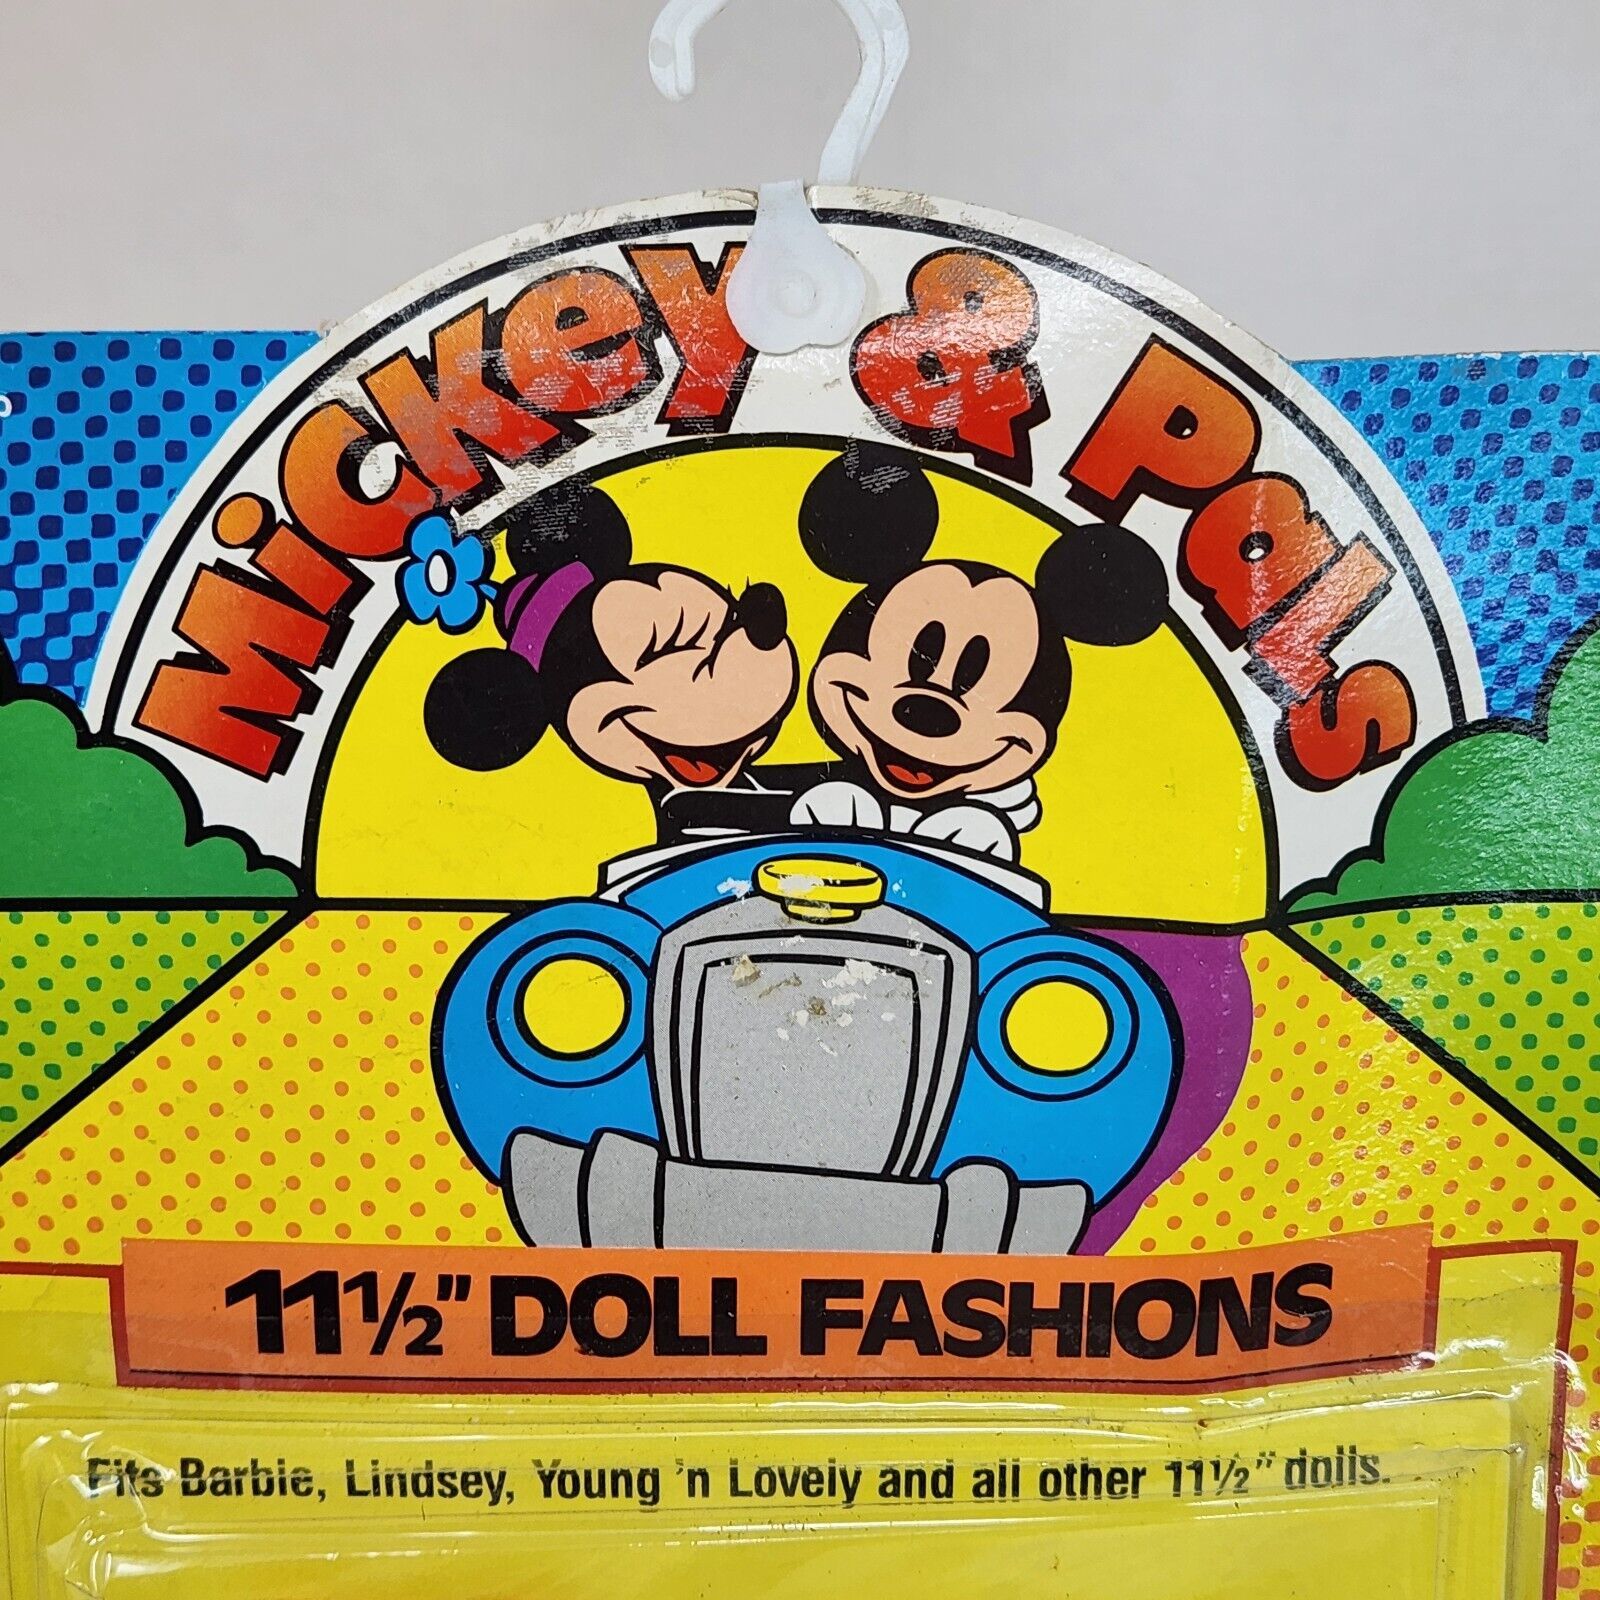 Mickey & Pals
11½" DOLL FASHIONS
Fits Barbie, Lindsey, Young 'n Lovely and all other 11½" dolls.